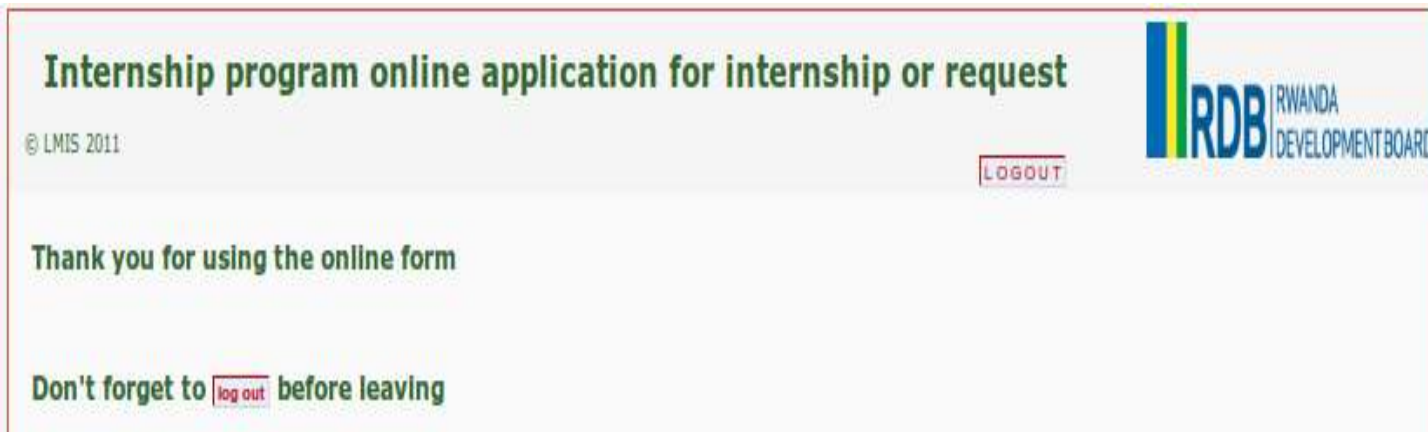 Internship program online application for internship or request
© LMIS 2011
LOGOUT
RDB
RWANDA
DEVELOPMENT BOARD
Thank you for using the online form
Don't forget to log out before leaving